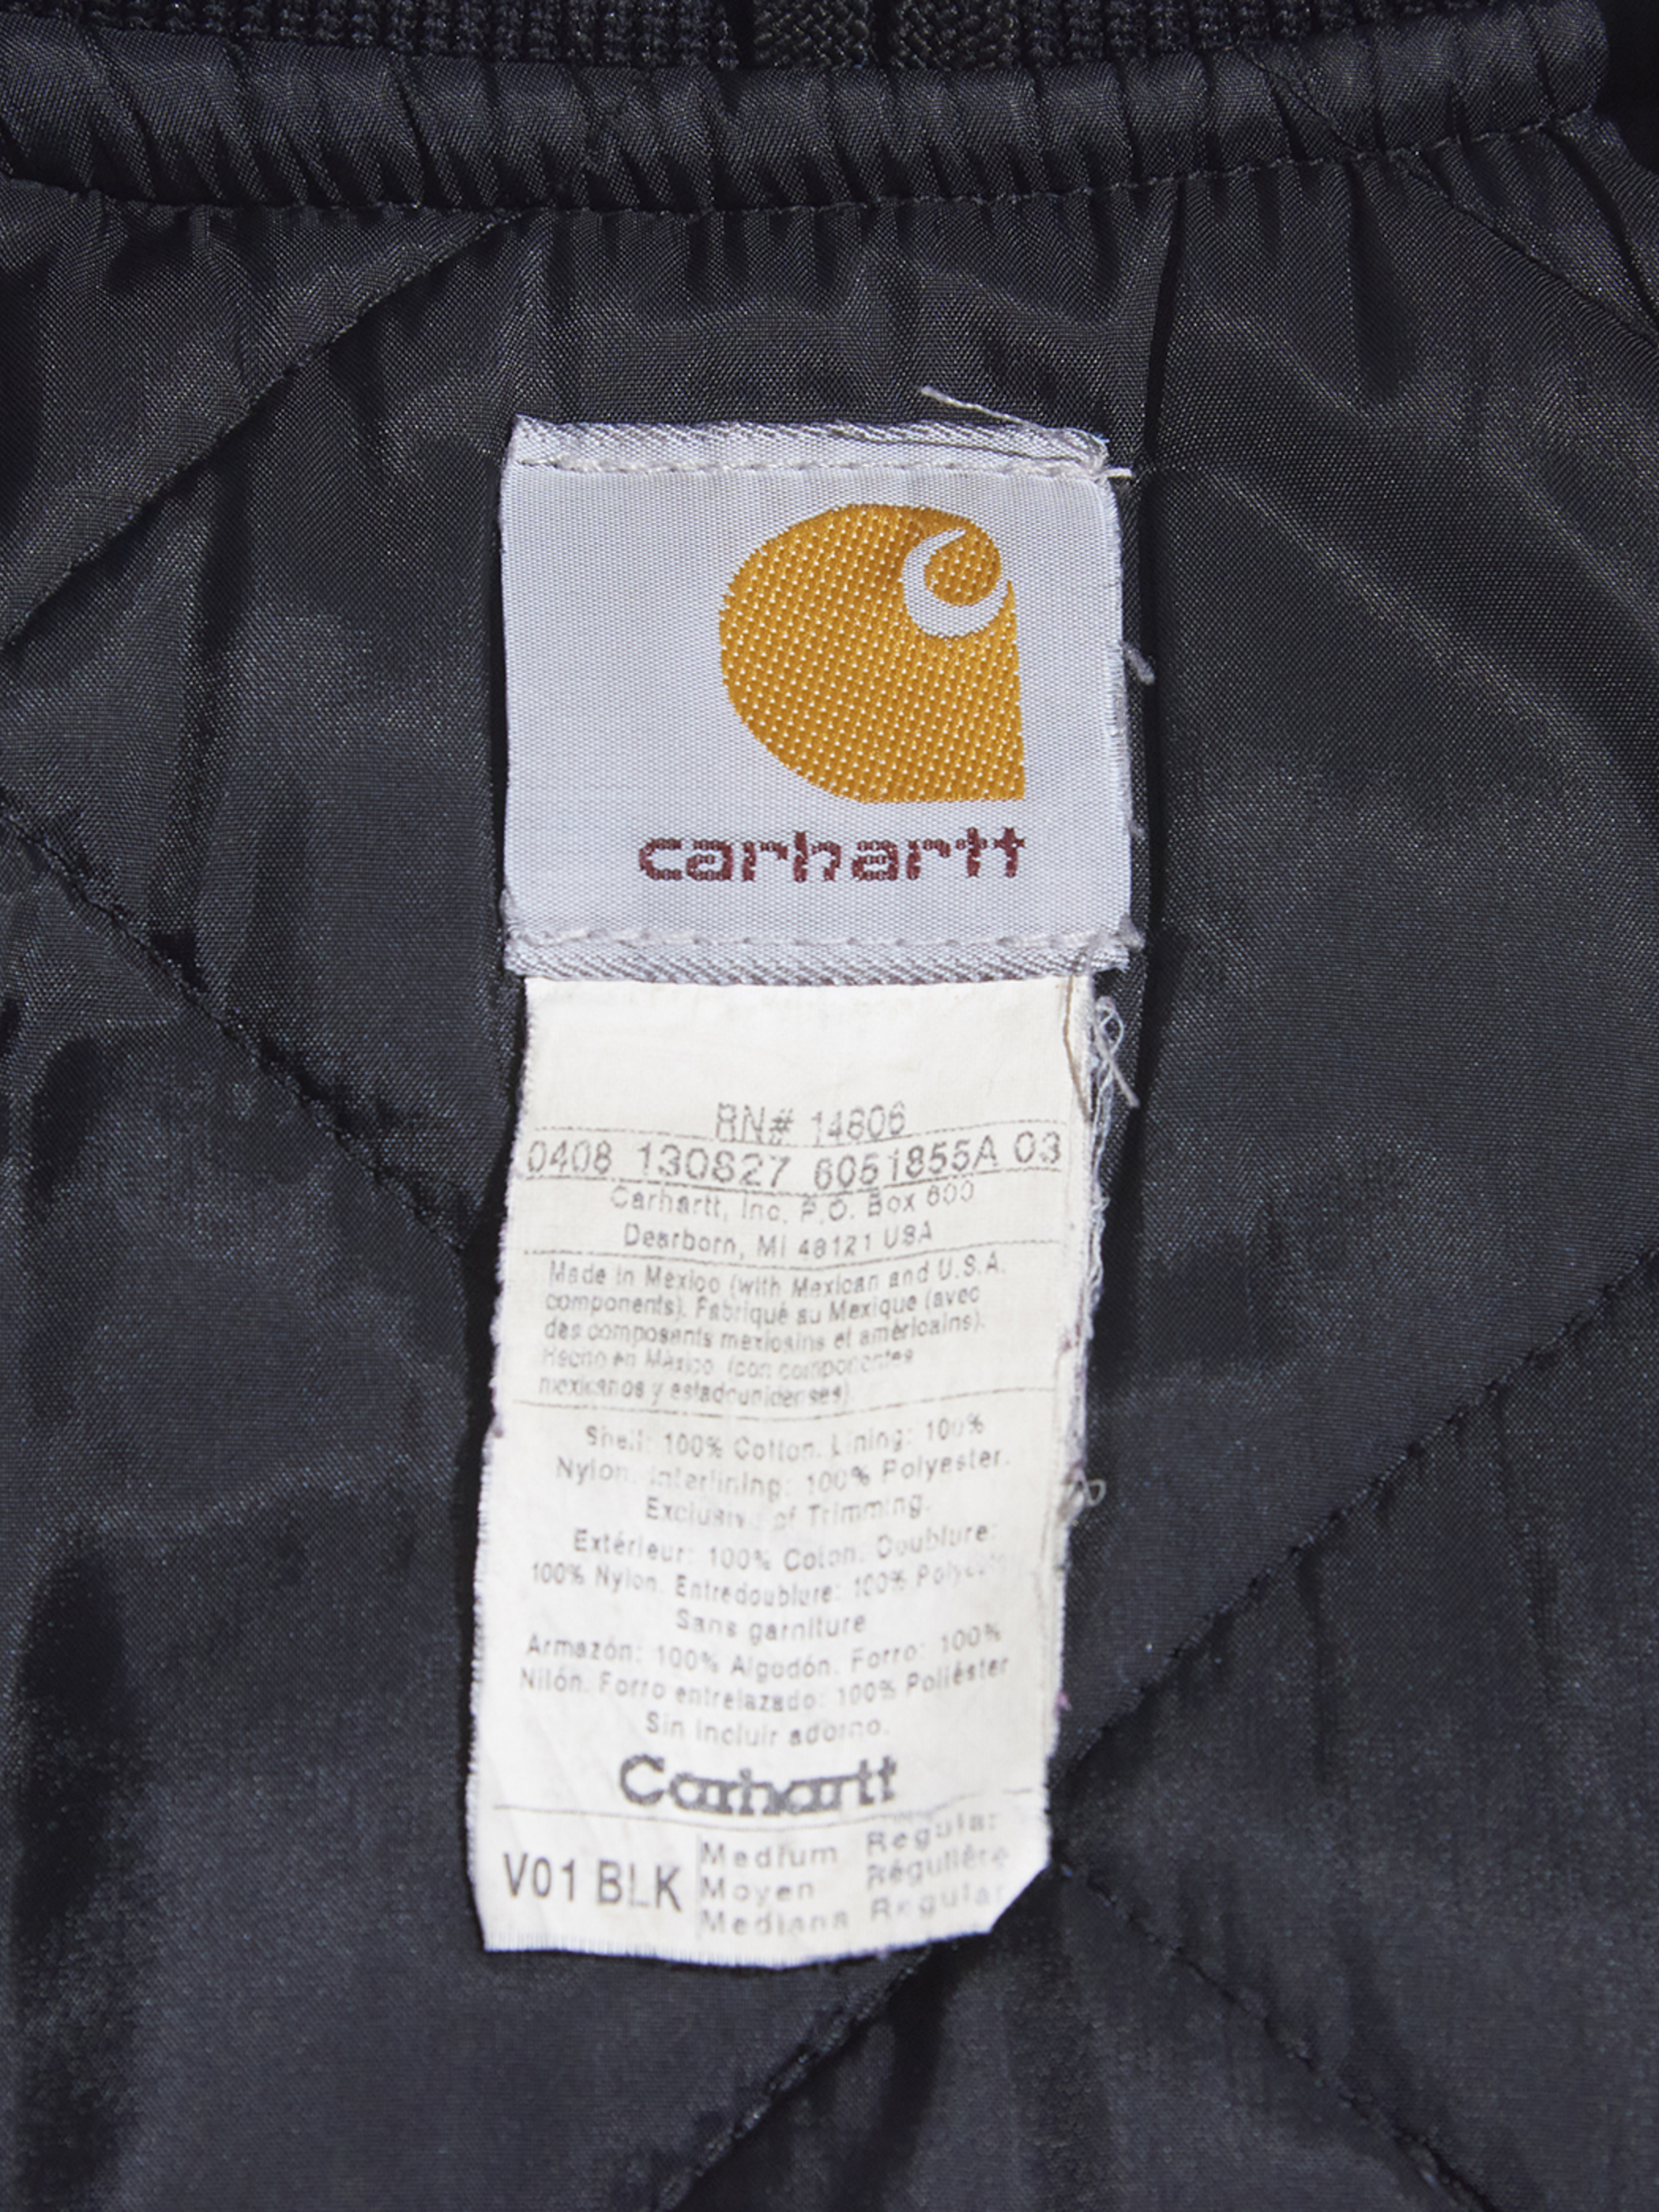 carhartt
RN# 14806
0408 130827 6051855A 03
Carhartt, Inc. P.O. Box 600
Dearborn, MI 48121 USA
Made in Mexico (with Mexican and U.S.A.
components). Fabriqué au Mexique (avec
des composants mexicains et américains).
Hecho en México (con componentes
mexicanos y estadounidenses)
Shell: 100% Cotton. Lining: 100%
Nylon. Interlining: 100% Polyester.
Exclusive of Trimming.
Extérieur: 100% Coton. Doublure:
100% Nylon. Entredoublure: 100%
Sans garniture
Armazón: 100% Algodón. Forro: 100%
Nilón. Forro entrelazado: 100% Poliéster
Sin incluir adorno.
Carhartt
V01 BLK
Medium Regular
Moyen Régulière
Mediana Regular